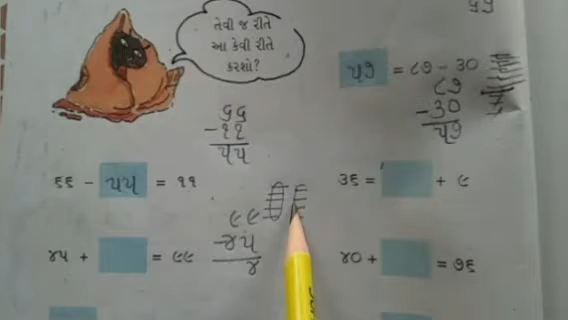 તેવી જ રીતે
આ કેવી રીતે
કરશો?
૫૭ = ૮૭ - ૩૦
૮૭
- ૩૦
૫૭
૬૬
- ૧૧
૫૫
૬૬ - ૫૫ = ૧૧
૩૬ = + ૯
૯૯
- ૪૫
૪
૪૫ + = ૯૯
૪૦ + = ૭૬